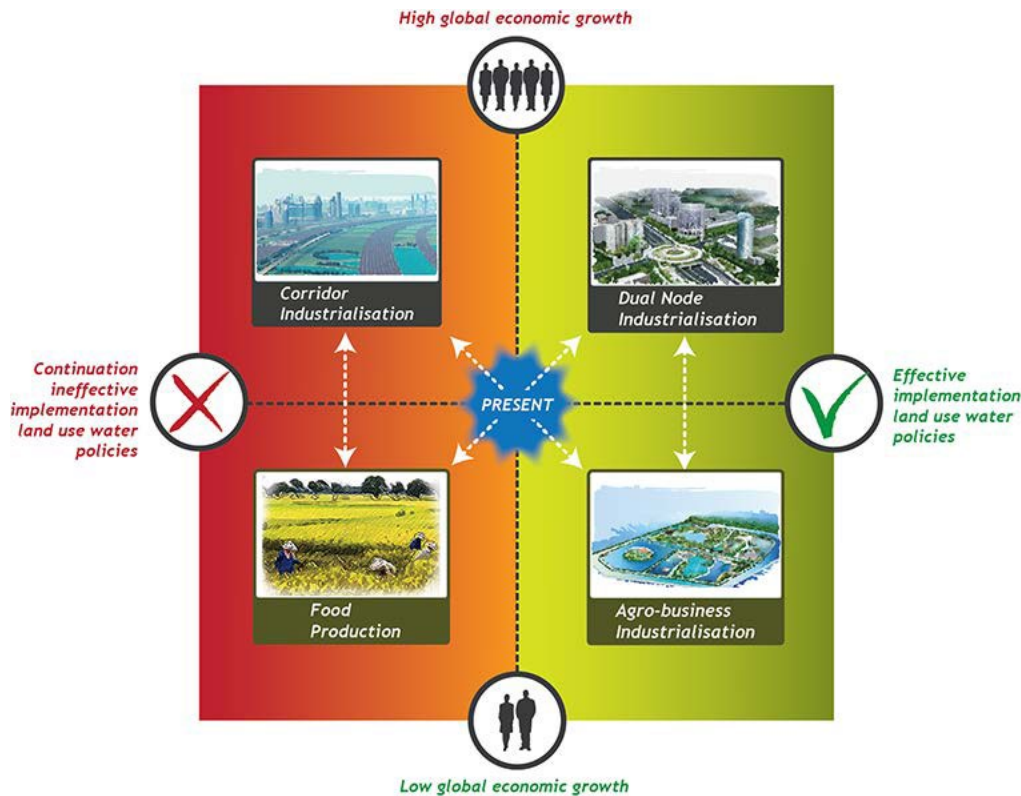 High global economic growth
Corridor
Industrialisation
Dual Node
Industrialisation
Continuation
ineffective
implementation
land use water
policies
PRESENT
Effective
implementation
land use water
policies
Food
Production
Agro-business
Industrialisation
Low global economic growth